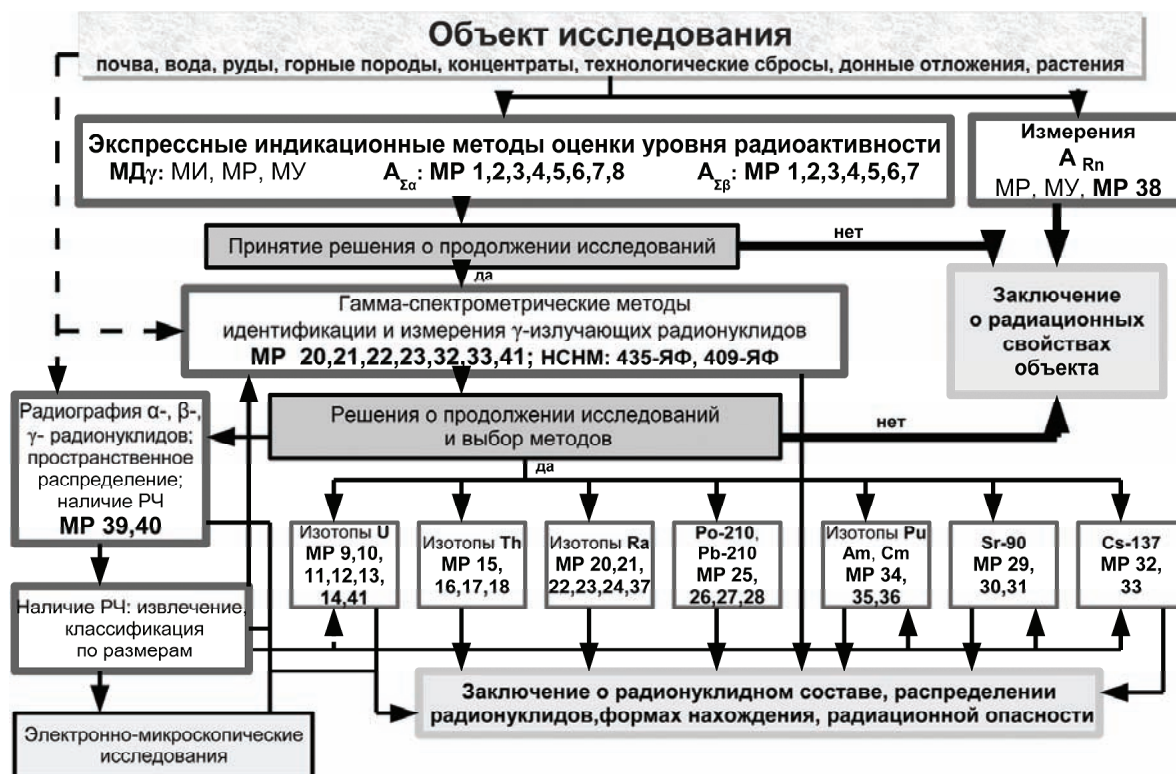 Объект исследования
почва, вода, руды, горные породы, концентраты, технологические сбросы, донные отложения, растения
Экспрессные индикационные методы оценки уровня радиоактивности
МДγ: МИ, МР, МУ A Σα: МР 1,2,3,4,5,6,7,8 A Σβ: МР 1,2,3,4,5,6,7
Измерения
A Rn
МР, МУ, МР 38
Принятие решения о продолжении исследований
нет
да
Гамма-спектрометрические методы
идентификации и измерения γ-излучающих радионуклидов
МР 20,21,22,23,32,33,41; НСНМ: 435-ЯФ, 409-ЯФ
Заключение
о радиационных
свойствах
объекта
Радиография α-, β-,
γ- радионуклидов;
пространственное
распределение;
наличие РЧ
МР 39,40
Решения о продолжении исследований
и выбор методов
нет
да
Изотопы U
МР 9,10,
11,12,13,
14,41
Изотопы Th
МР 15,
16,17,18
Изотопы Ra
МР 20,21,
22,23,24,37
Po-210,
Pb-210
МР 25,
26,27,28
Изотопы Pu
Am, Cm
МР 34,
35,36
Sr-90
МР 29,
30,31
Cs-137
МР 32,
33
Наличие РЧ: извлечение,
классификация
по размерам
Заключение о радионуклидном составе, распределении
радионуклидов,формах нахождения, радиационной опасности
Электронно-микроскопические
исследования